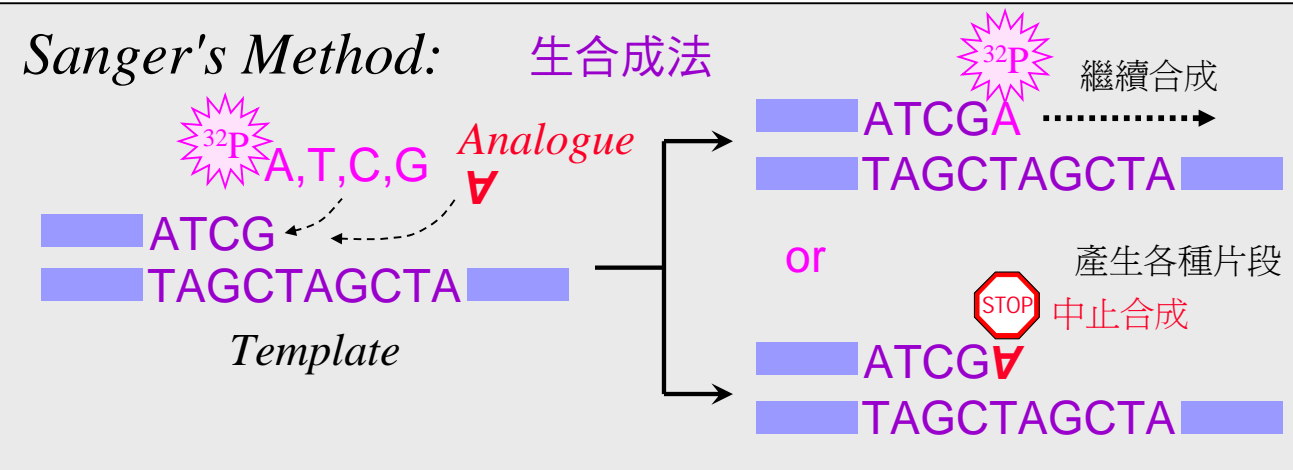 Sanger's Method: 生合成法
32P A,T,C,G
Analogue
∀
ATCG
TAGCTAGCTA
Template
32P
ATCGA 繼續合成
TAGCTAGCTA
or
產生各種片段
STOP 中止合成
ATCG∀
TAGCTAGCTA